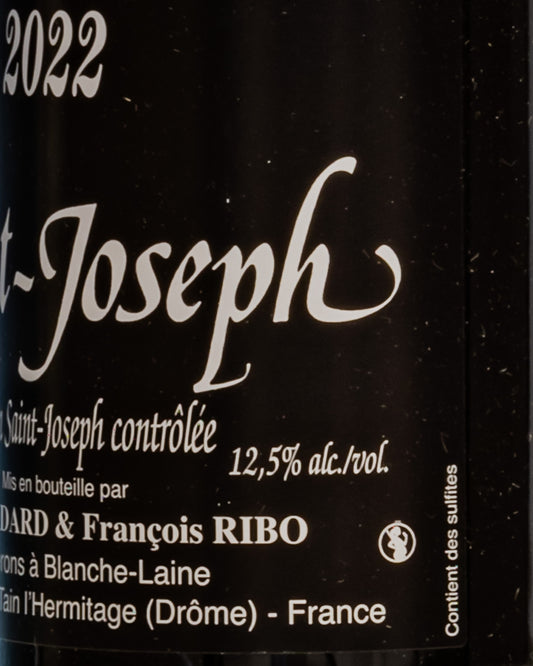 2022
t-Joseph
Saint-Joseph contrôlée
12,5% alc./vol.
Mis en bouteille par
DARD & François RIBO
rons à Blanche-Laine
Tain l'Hermitage (Drôme) - France
Contient des sulfites